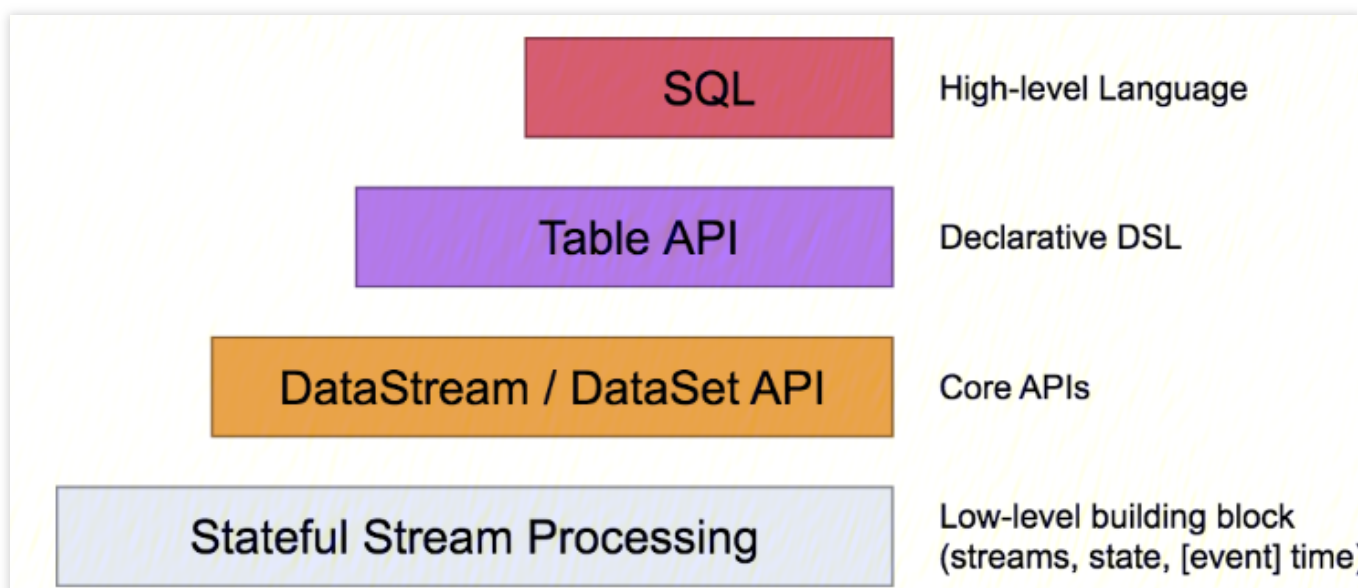 SQL
High-level Language
Table API
Declarative DSL
DataStream / DataSet API
Core APIs
Stateful Stream Processing
Low-level building block
(streams, state, [event] time)